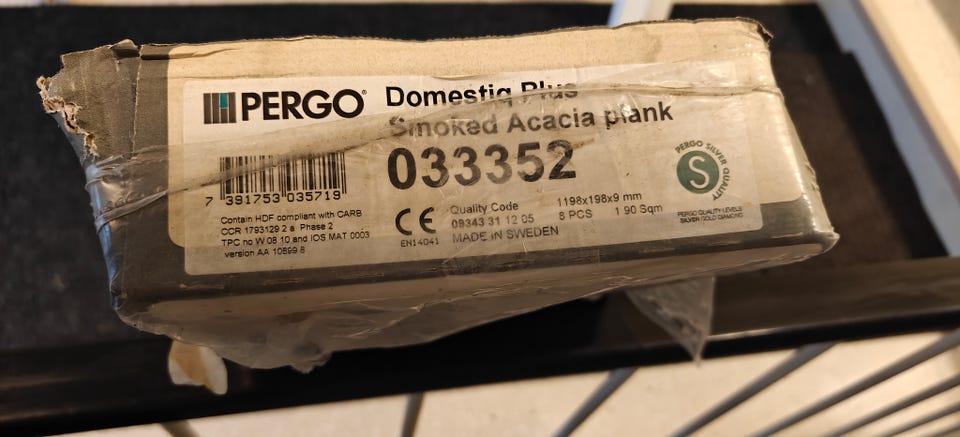 PERGO®
Domestiq Plus
Smoked Acacia plank
033352
7 391753 035719
Contain HDF compliant with CARB
CCR 1793129 2 a Phase 2
TPC no W 08 10 and IOS MAT 0003
version AA 10899 8
CE
EN14041
Quality Code
09343 31 12 05
MADE IN SWEDEN
1198x198x9 mm
8 PCS 1 90 Sqm
PERGO SILVER QUALITY
S
PERGO QUALITY LEVELS
SILVER GOLD DIAMOND